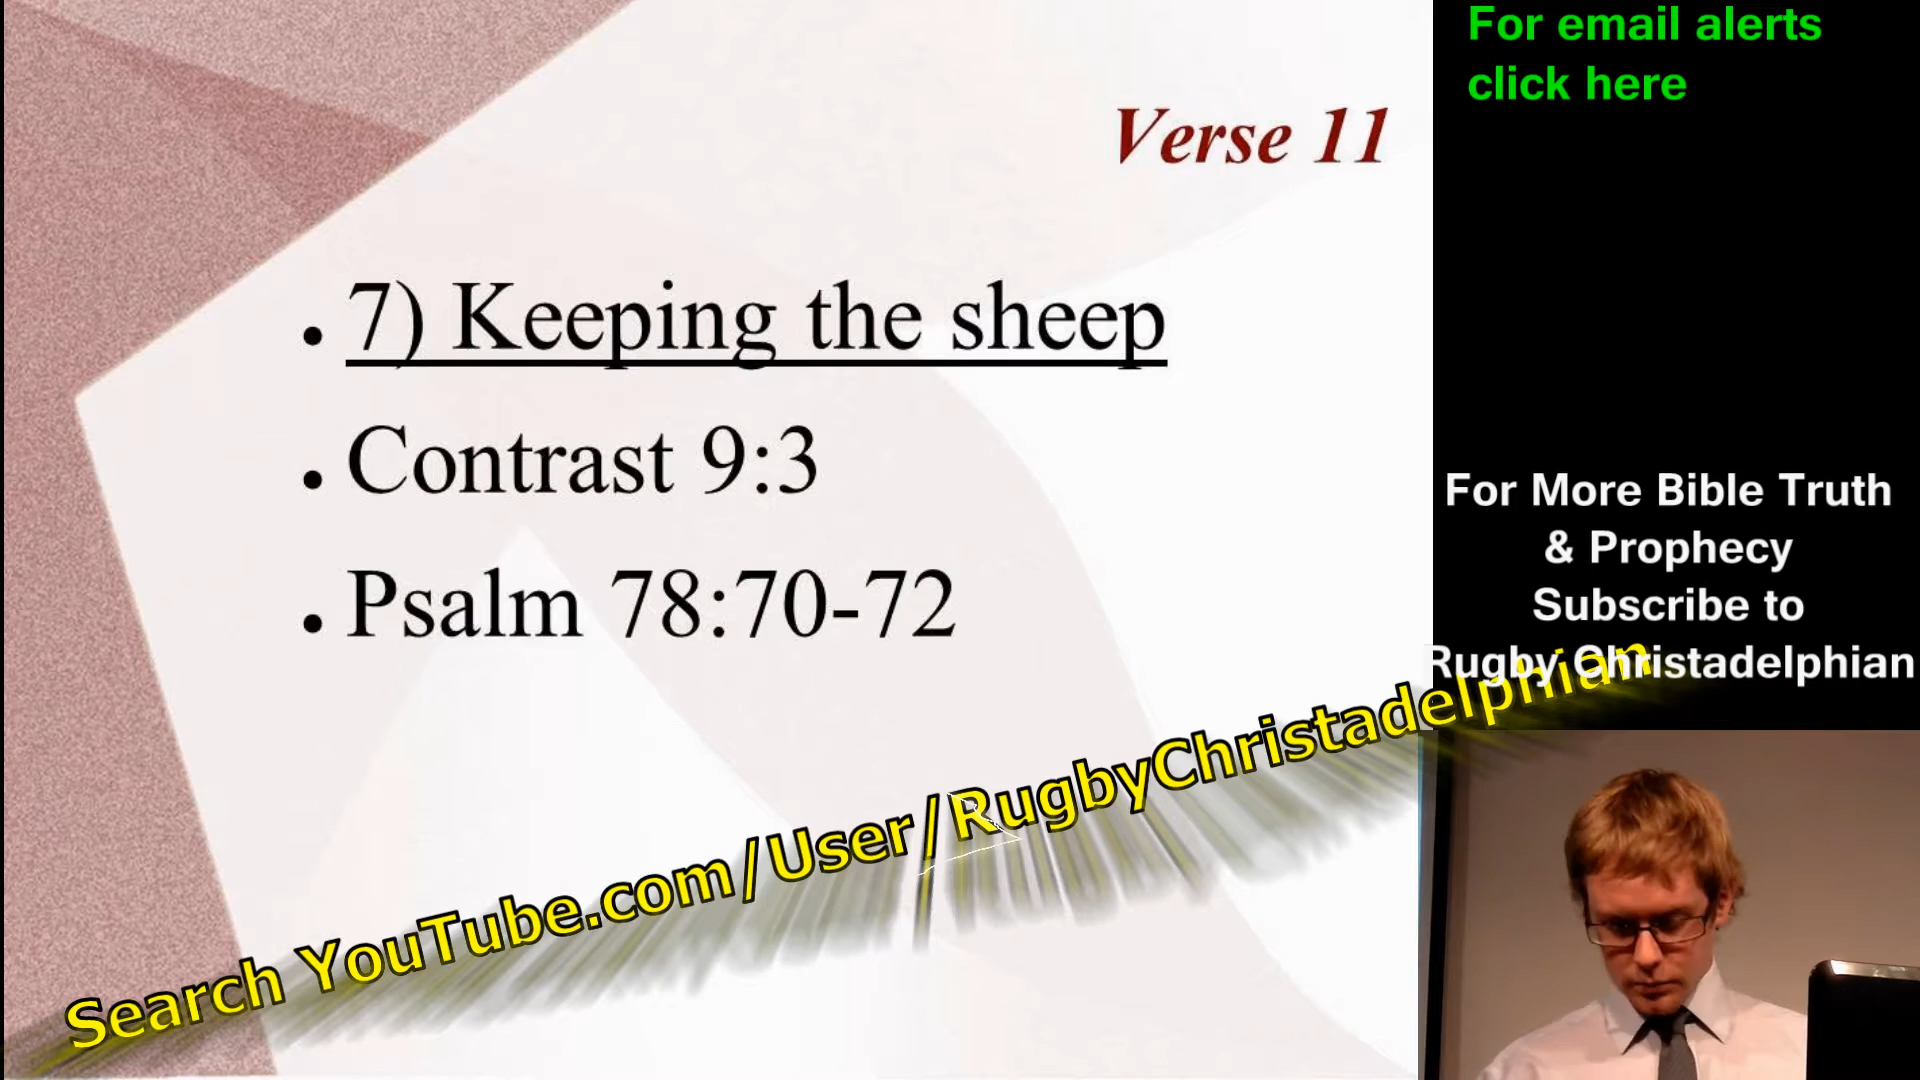 For email alerts
click here
Verse 11
• 7) Keeping the sheep
• Contrast 9:3
• Psalm 78:70-72
For More Bible Truth
& Prophecy
Subscribe to
Rugby Christadelphian
Search YouTube.com/User/RugbyChristadelphian